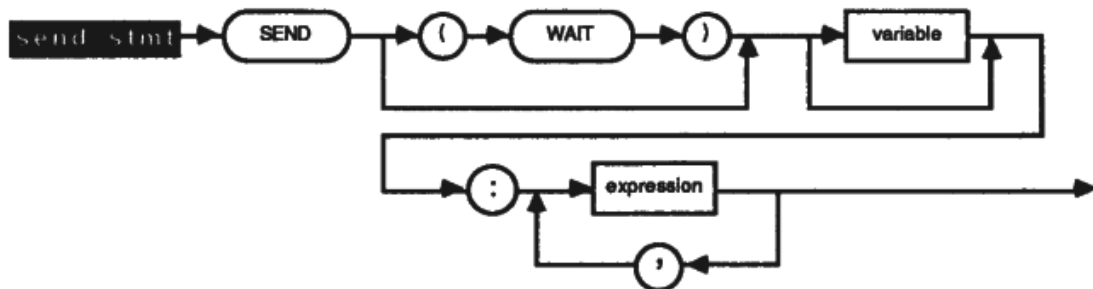 send stmt SEND ( WAIT ) variable
: expression
,